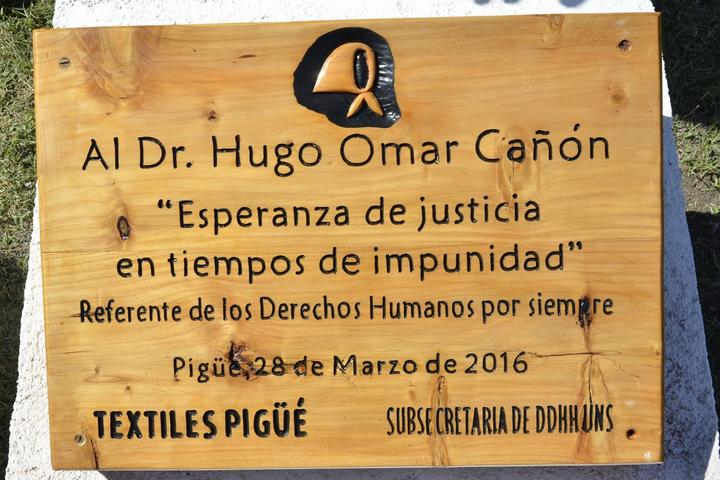 Al Dr. Hugo Omar Cañón
“Esperanza de justicia
en tiempos de impunidad”
Referente de los Derechos Humanos por siempre
Pigüe, 28 de Marzo de 2016
TEXTILES PIGÜÉ SUBSECRETARIA DE DDHH UNS